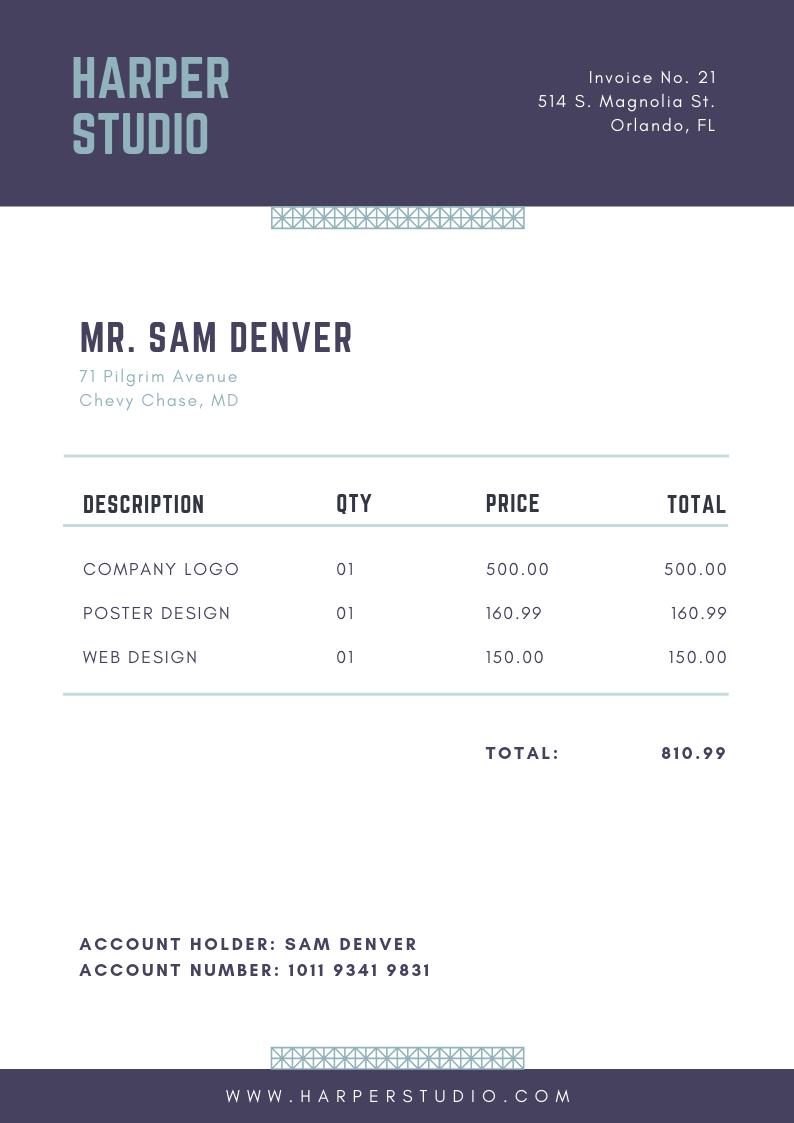 HARPER
STUDIO
Invoice No. 21
514 S. Magnolia St.
Orlando, FL
MR. SAM DENVER
71 Pilgrim Avenue
Chevy Chase, MD
DESCRIPTION QTY PRICE TOTAL
COMPANY LOGO 01 500.00 500.00
POSTER DESIGN 01 160.99 160.99
WEB DESIGN 01 150.00 150.00
TOTAL: 810.99
ACCOUNT HOLDER: SAM DENVER
ACCOUNT NUMBER: 1011 9341 9831
WWW.HARPERSTUDIO.COM